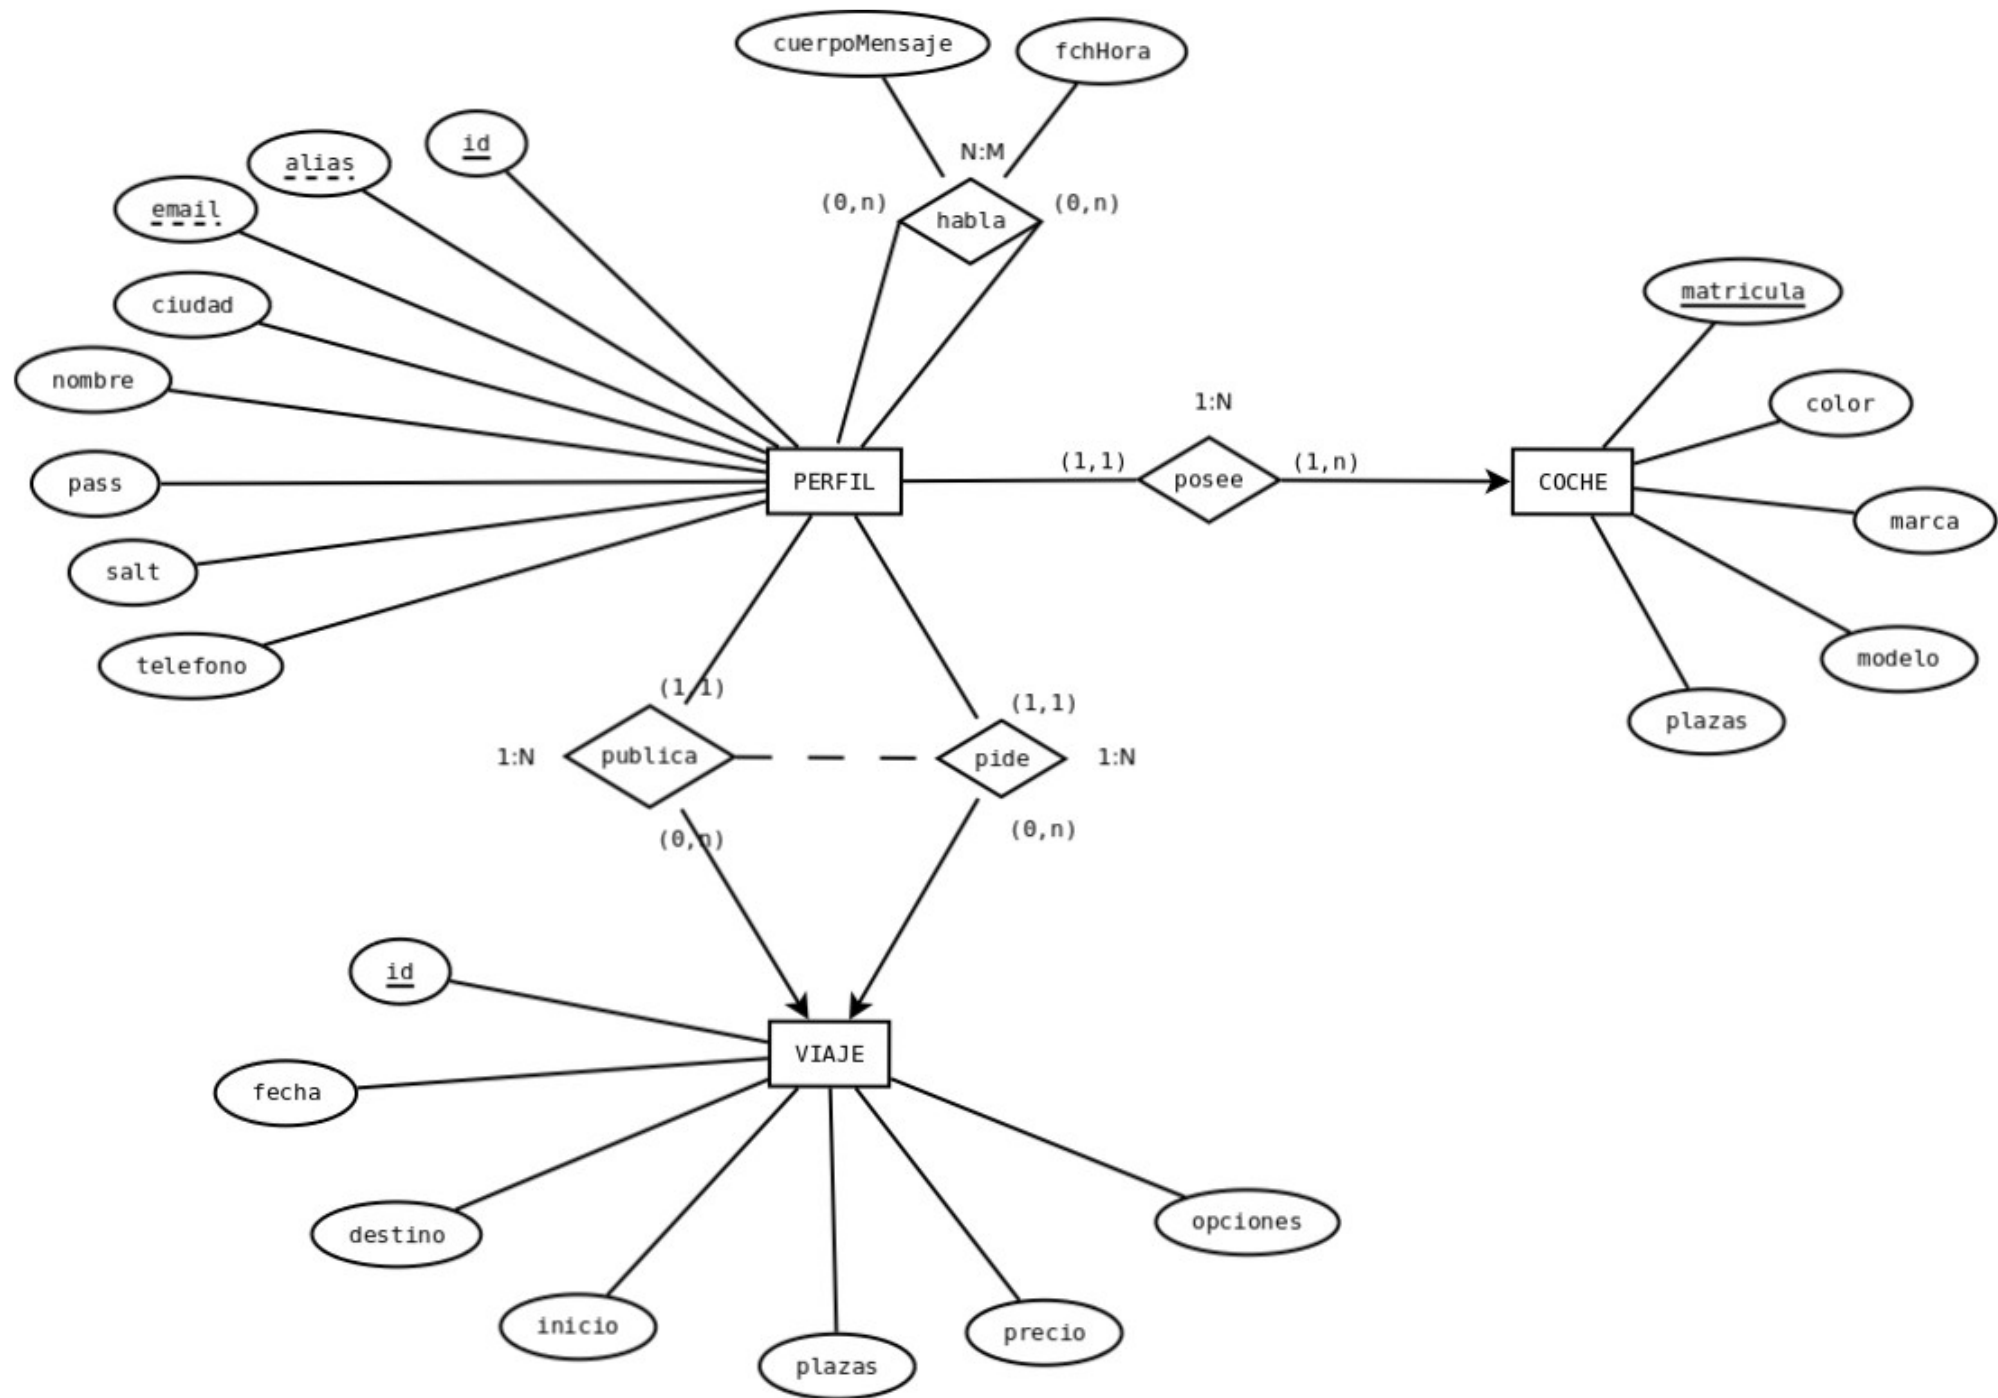 cuerpoMensaje
fchHora
id
alias
email
N:M
(0,n)
habla
(0,n)
ciudad
matricula
nombre
color
1:N
pass
PERFIL
(1,1)
posee
(1,n)
COCHE
marca
salt
telefono
modelo
(1,1)
(1,1)
plazas
1:N
publica
pide
1:N
(0,n)
(0,n)
id
VIAJE
fecha
destino
opciones
inicio
precio
plazas